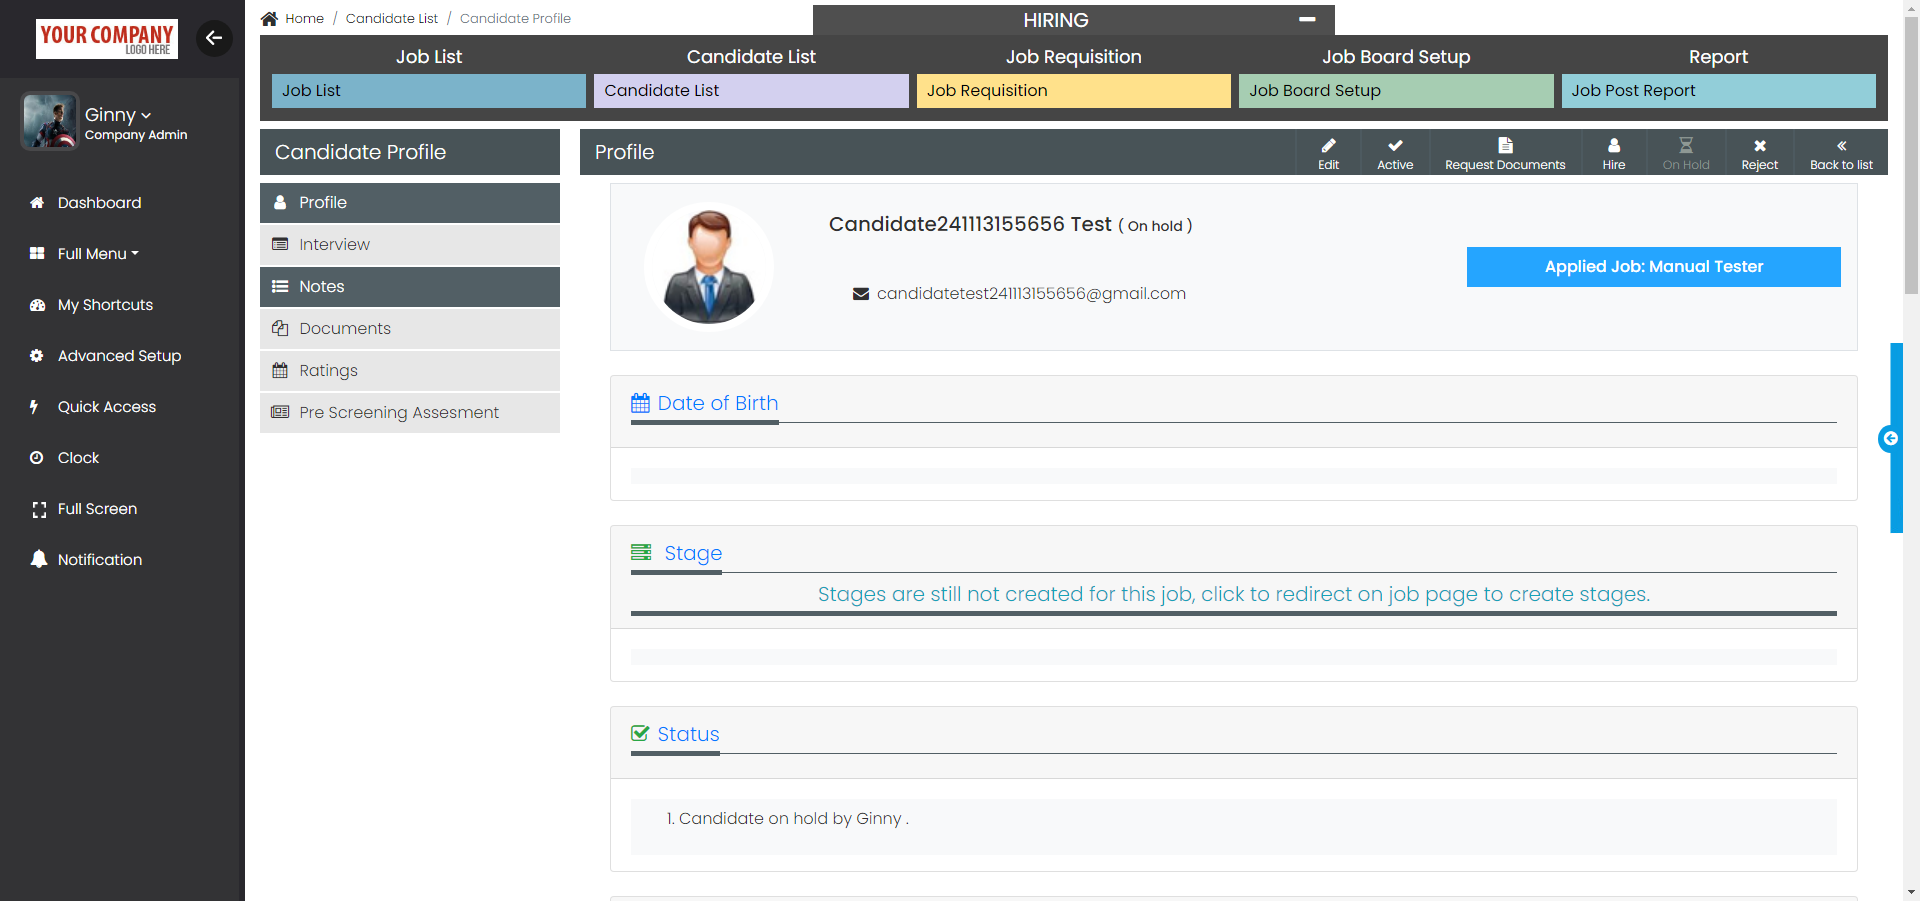 YOUR COMPANY
LOGO HERE
Ginny
Company Admin
Dashboard
Full Menu
My Shortcuts
Advanced Setup
Quick Access
Clock
Full Screen
Notification
Home / Candidate List / Candidate Profile
HIRING
Job List
Candidate List
Job Requisition
Job Board Setup
Report
Job List
Candidate List
Job Requisition
Job Board Setup
Job Post Report
Candidate Profile
Profile
Interview
Notes
Documents
Ratings
Pre Screening Assesment
Profile
Edit
Active
Request Documents
Hire
On Hold
Reject
Back to list
Candidate241113155656 Test ( On hold )
candidatetest241113155656@gmail.com
Applied Job: Manual Tester
Date of Birth
Stage
Stages are still not created for this job, click to redirect on job page to create stages.
Status
1. Candidate on hold by Ginny .